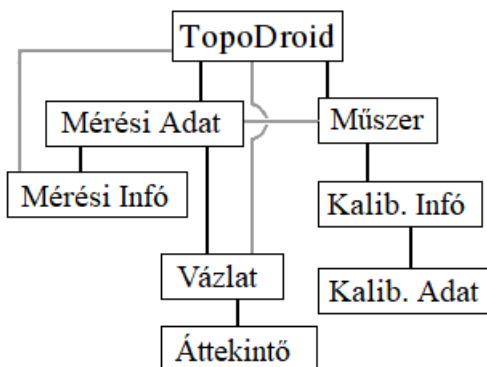 TopoDroid
Mérési Adat
Műszer
Mérési Infó
Kalib. Infó
Vázlat
Kalib. Adat
Áttekintő